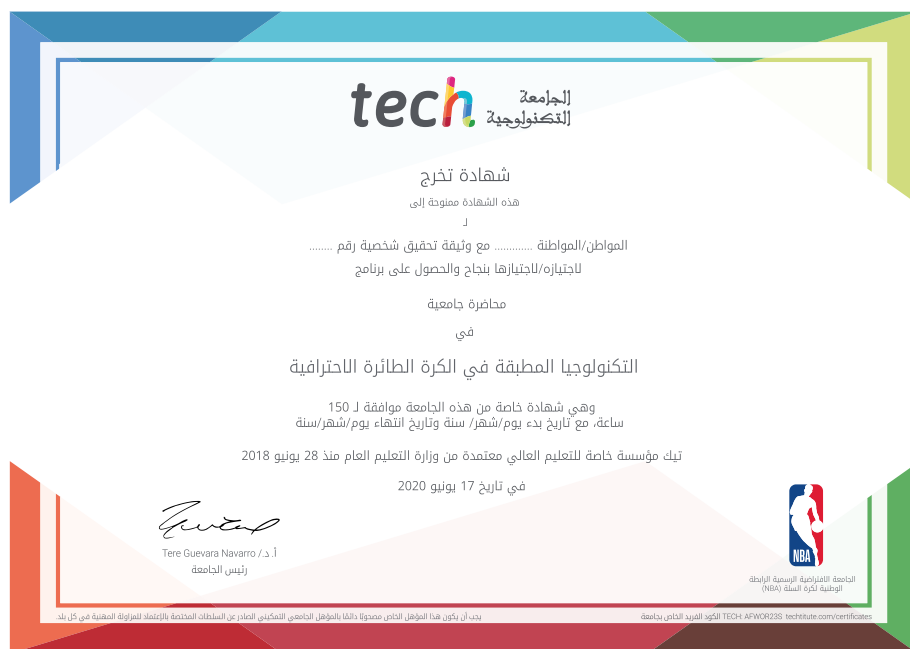 tech الجامعة
التكنولوجية
شهادة تخرج
هذه الشهادة ممنوحة إلى
لـ
المواطن/المواطنة ............. مع وثيقة تحقيق شخصية رقم ........
لاجتيازه/لاجتيازها بنجاح والحصول على برنامج
محاضرة جامعية
في
التكنولوجيا المطبقة في الكرة الطائرة الاحترافية
وهي شهادة خاصة من هذه الجامعة موافقة لـ 150
ساعة، مع تاريخ بدء يوم/شهر/ سنة وتاريخ انتهاء يوم/شهر/سنة
تيك مؤسسة خاصة للتعليم العالي معتمدة من وزارة التعليم العام منذ 28 يونيو 2018
في تاريخ 17 يونيو 2020
أ. د./ Tere Guevara Navarro
رئيس الجامعة
NBA
الجامعة الافتراضية الرسمية الرابطة
الوطنية لكرة السلة (NBA)
يجب أن يكون هذا المؤهل الخاص مصحوبًا دائمًا بالمؤهل الجامعي التمكيني الصادر عن السلطات المختصة بالإعتماد للمزاولة المهنية في كل بلد.
الكود الفريد الخاص بجامعة TECH: AFWOR23S techtitute.com/certificates